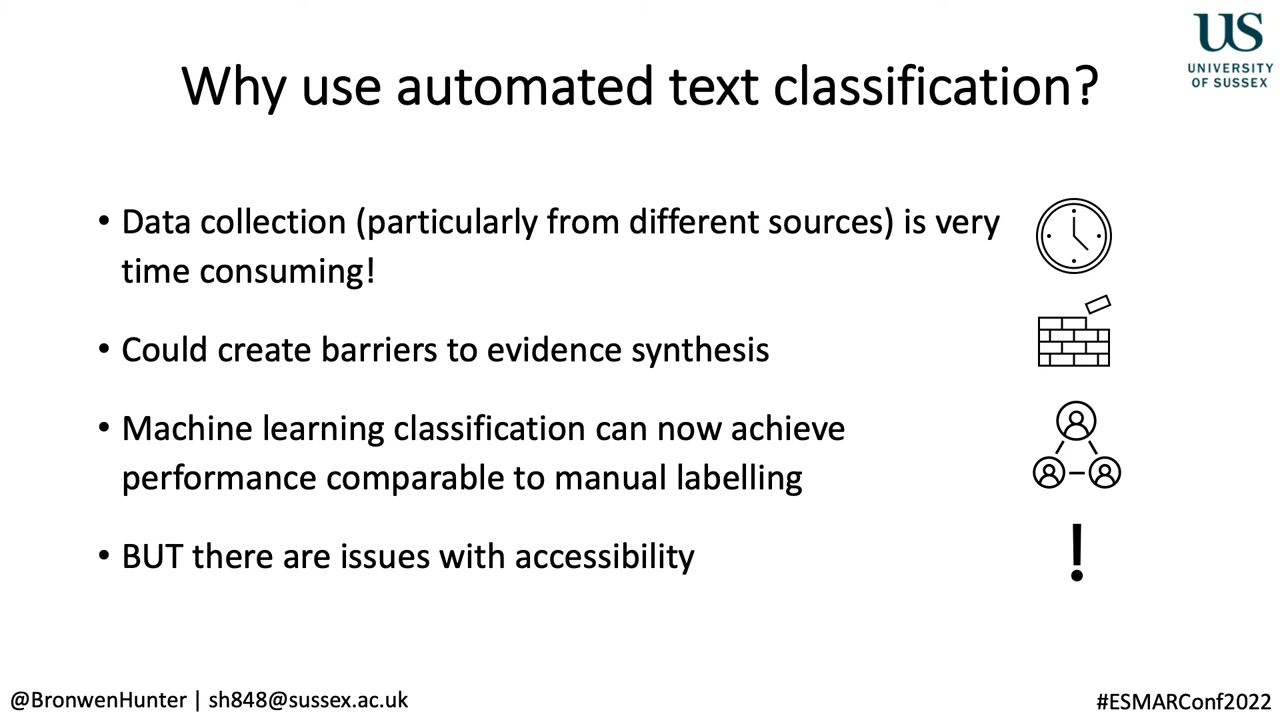 US
UNIVERSITY
OF SUSSEX
Why use automated text classification?
• Data collection (particularly from different sources) is very
time consuming!
• Could create barriers to evidence synthesis
• Machine learning classification can now achieve
performance comparable to manual labelling
• BUT there are issues with accessibility
!
@BronwenHunter | sh848@sussex.ac.uk
#ESMARConf2022